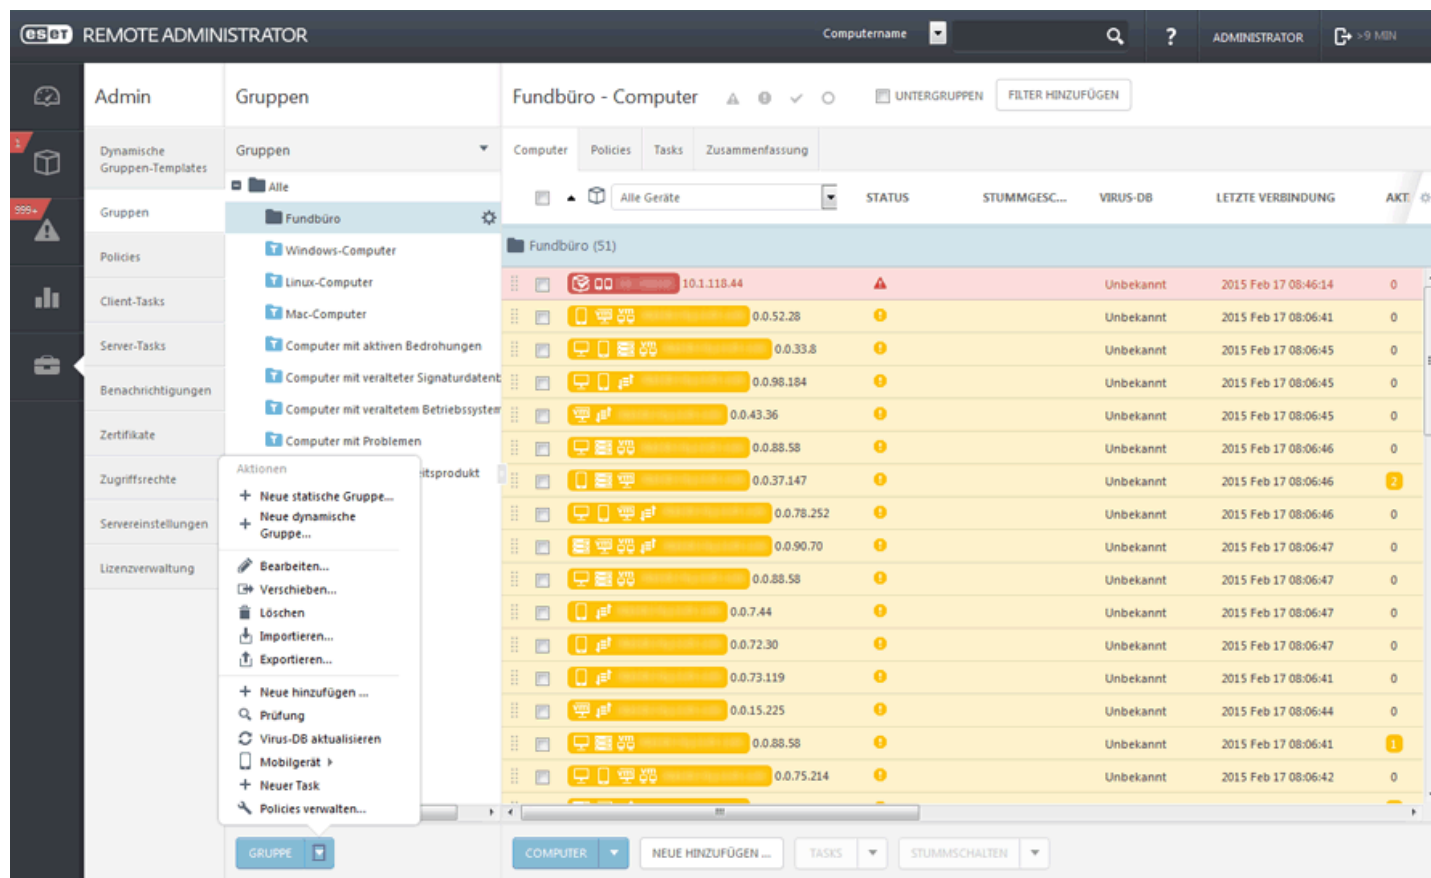 eseT REMOTE ADMINISTRATOR
Computername
?
ADMINISTRATOR
>9 MIN
1
999+
Admin
Dynamische
Gruppen-Templates
Gruppen
Policies
Client-Tasks
Server-Tasks
Benachrichtigungen
Zertifikate
Zugriffsrechte
Servereinstellungen
Lizenzverwaltung
Gruppen
Gruppen
Alle
Fundbüro
Windows-Computer
Linux-Computer
Mac-Computer
Computer mit aktiven Bedrohungen
Computer mit veralteter Signaturdatenb
Computer mit veraltetem Betriebssystem
Computer mit Problemen
eitsprodukt
Aktionen
Neue statische Gruppe...
Neue dynamische
Gruppe...
Bearbeiten...
Verschieben...
Löschen
Importieren...
Exportieren...
Neue hinzufügen ...
Prüfung
Virus-DB aktualisieren
Mobilgerät
Neuer Task
Policies verwalten...
GRUPPE
Fundbüro - Computer
UNTERGRUPPEN
FILTER HINZUFÜGEN
Computer Policies Tasks Zusammenfassung
Alle Geräte STATUS STUMMGESC... VIRUS-DB LETZTE VERBINDUNG AKT.
Fundbüro (51)
10.1.118.44 Unbekannt 2015 Feb 17 08:46:14 0
0.0.52.28 Unbekannt 2015 Feb 17 08:06:41 0
0.0.33.8 Unbekannt 2015 Feb 17 08:06:45 0
0.0.98.184 Unbekannt 2015 Feb 17 08:06:45 0
0.0.43.36 Unbekannt 2015 Feb 17 08:06:45 0
0.0.88.58 Unbekannt 2015 Feb 17 08:06:46 0
0.0.37.147 Unbekannt 2015 Feb 17 08:06:46 2
0.0.78.252 Unbekannt 2015 Feb 17 08:06:46 0
0.0.90.70 Unbekannt 2015 Feb 17 08:06:47 0
0.0.88.58 Unbekannt 2015 Feb 17 08:06:47 0
0.0.7.44 Unbekannt 2015 Feb 17 08:06:47 0
0.0.72.30 Unbekannt 2015 Feb 17 08:06:47 0
0.0.73.119 Unbekannt 2015 Feb 17 08:06:41 0
0.0.15.225 Unbekannt 2015 Feb 17 08:06:44 0
0.0.88.58 Unbekannt 2015 Feb 17 08:06:41 1
0.0.75.214 Unbekannt 2015 Feb 17 08:06:42 0
COMPUTER
NEUE HINZUFÜGEN ...
TASKS
STUMMSCHALTEN